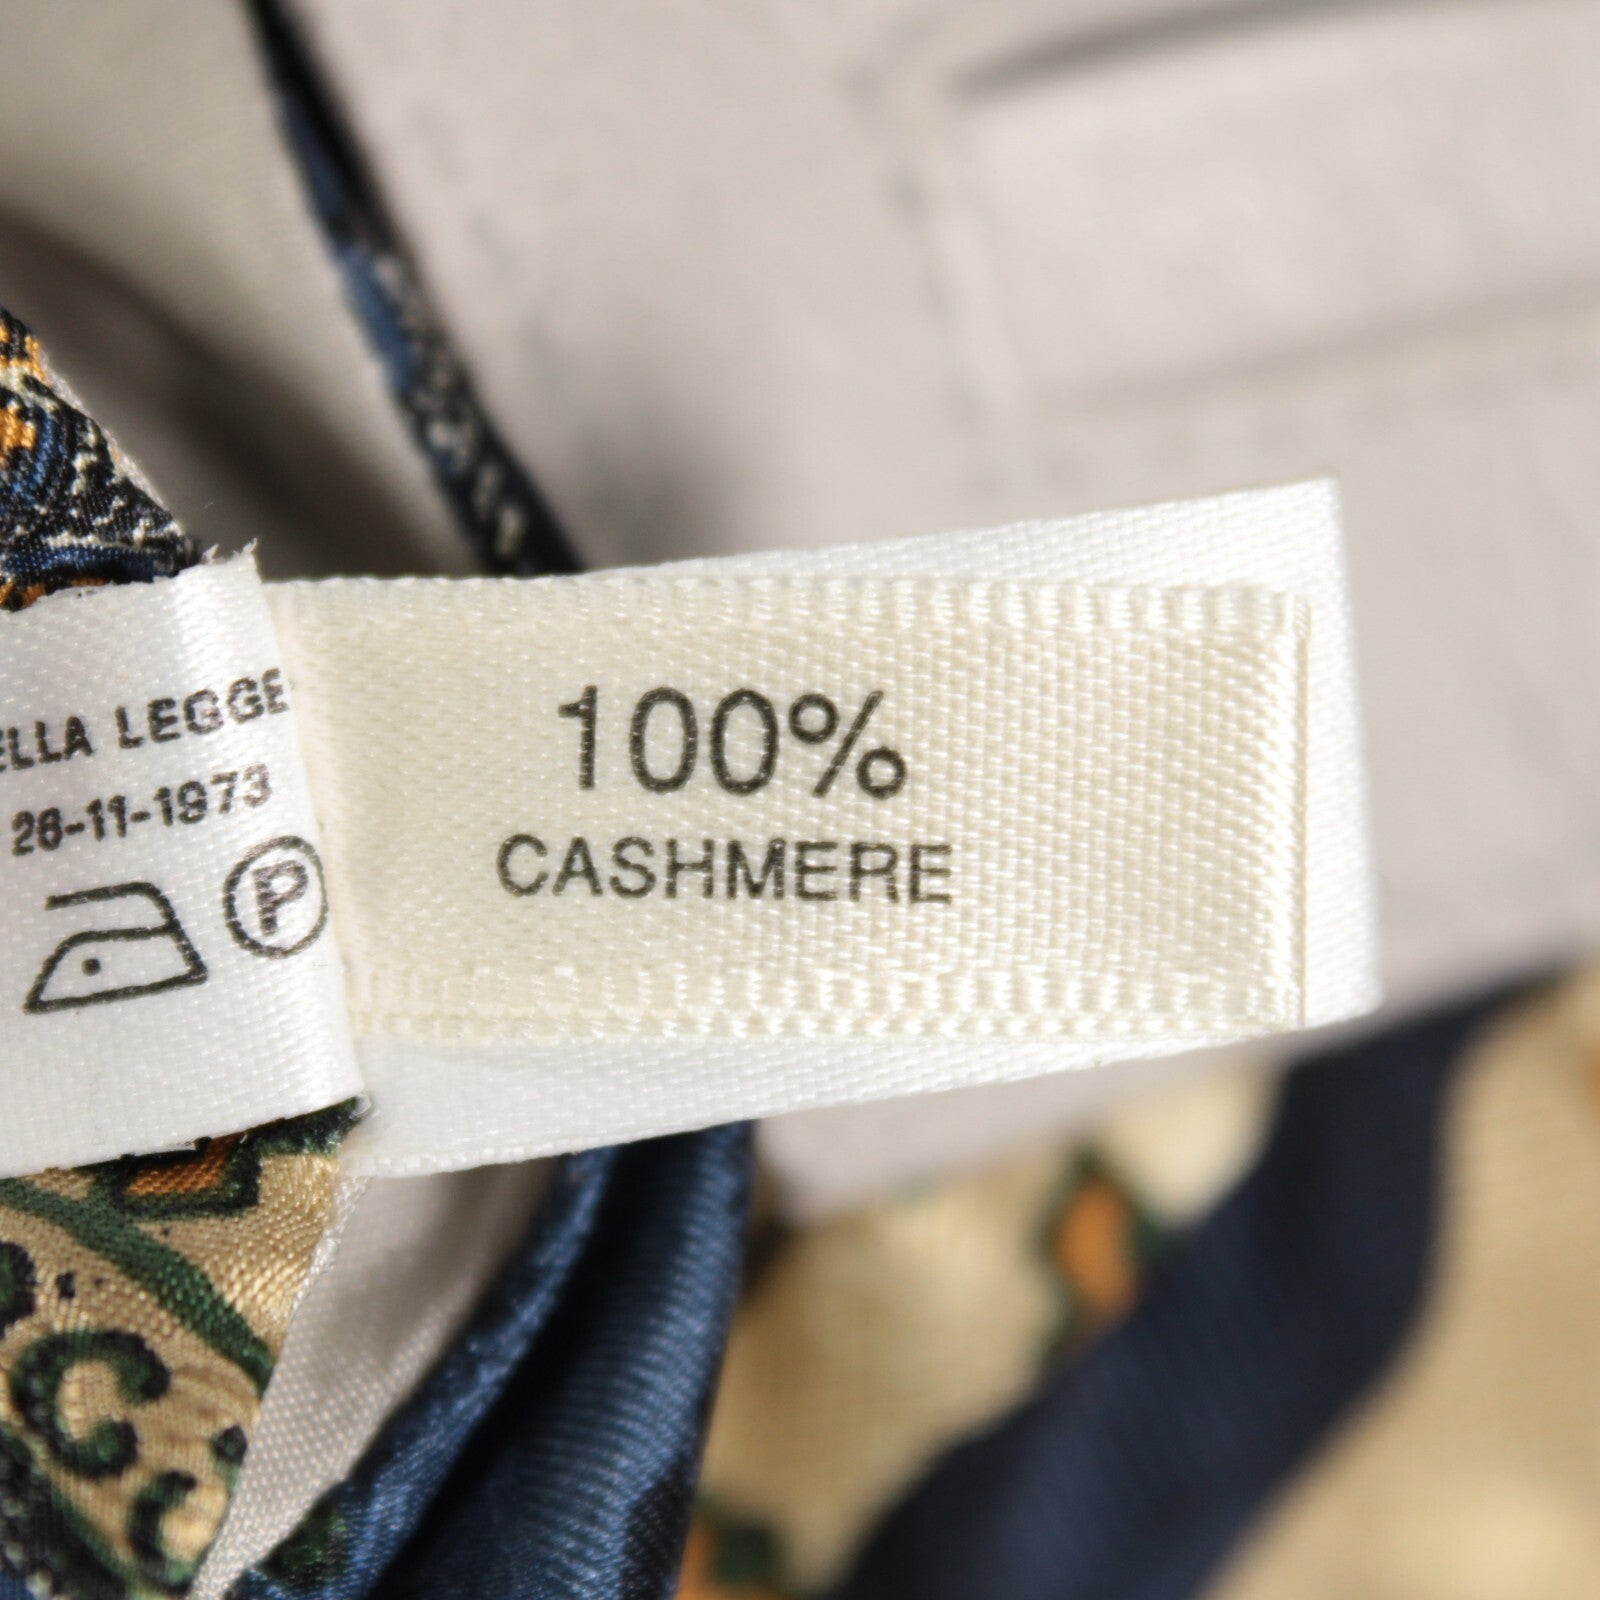 ELLA LEGGE
26-11-1973
P
100%
CASHMERE